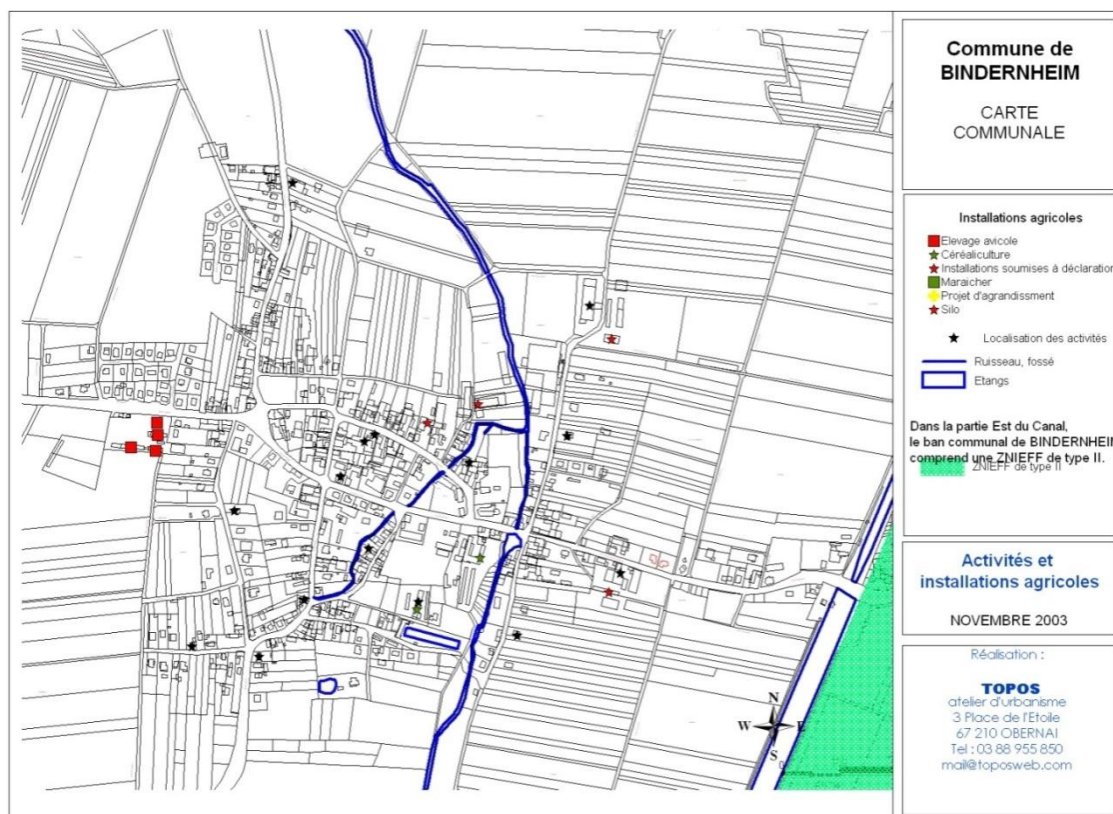 Commune de
BINDERNHEIM
CARTE
COMMUNALE
Installations agricoles
Elevage avicole
Céréaliculture
Installations soumises à déclaration
Maraicher
Projet d'agrandissment
Silo
Localisation des activités
Ruisseau, fossé
Etangs
Dans la partie Est du Canal,
le ban communal de BINDERNHEIM
comprend une ZNIEFF de type II.
ZNIEFF de type II
Activités et
installations agricoles
NOVEMBRE 2003
Réalisation :
TOPOS
atelier d'urbanisme
3 Place de l'Etoile
67 210 OBERNAI
Tel : 03 88 955 850
mail@toposweb.com
N
W E
S
0